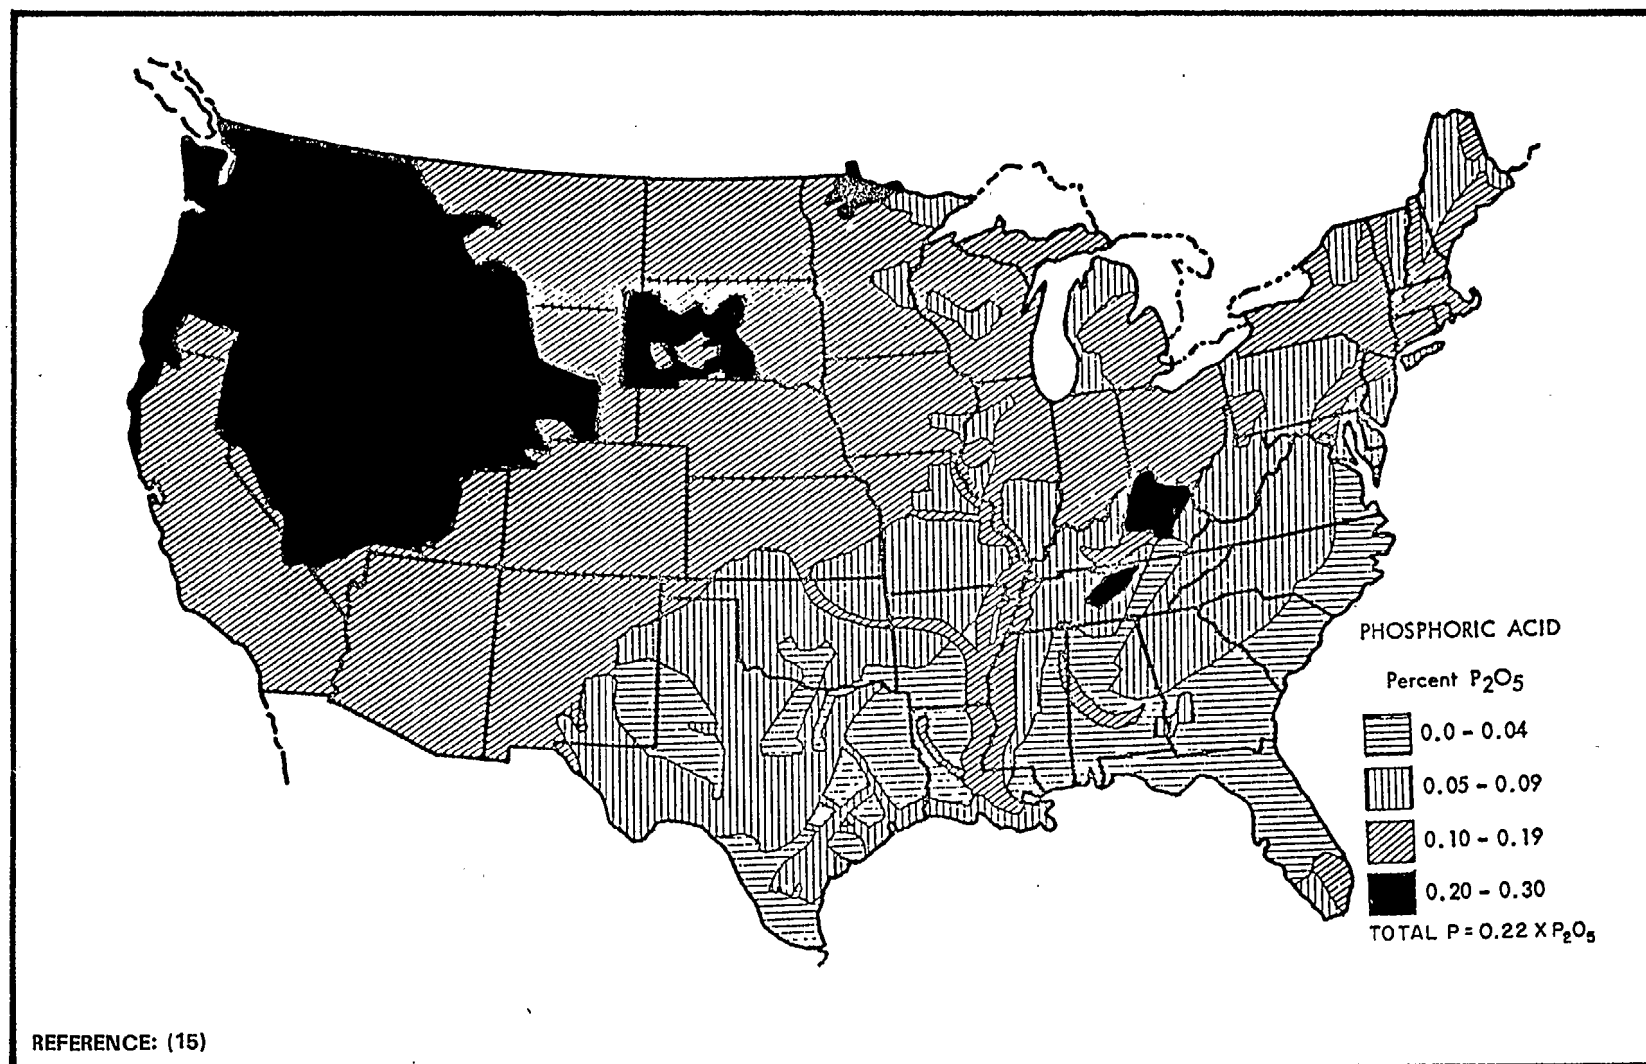 PHOSPHORIC ACID
Percent P₂O₅
0.0 - 0.04
0.05 - 0.09
0.10 - 0.19
0.20 - 0.30
TOTAL P = 0.22 X P₂O₅
REFERENCE: (15)